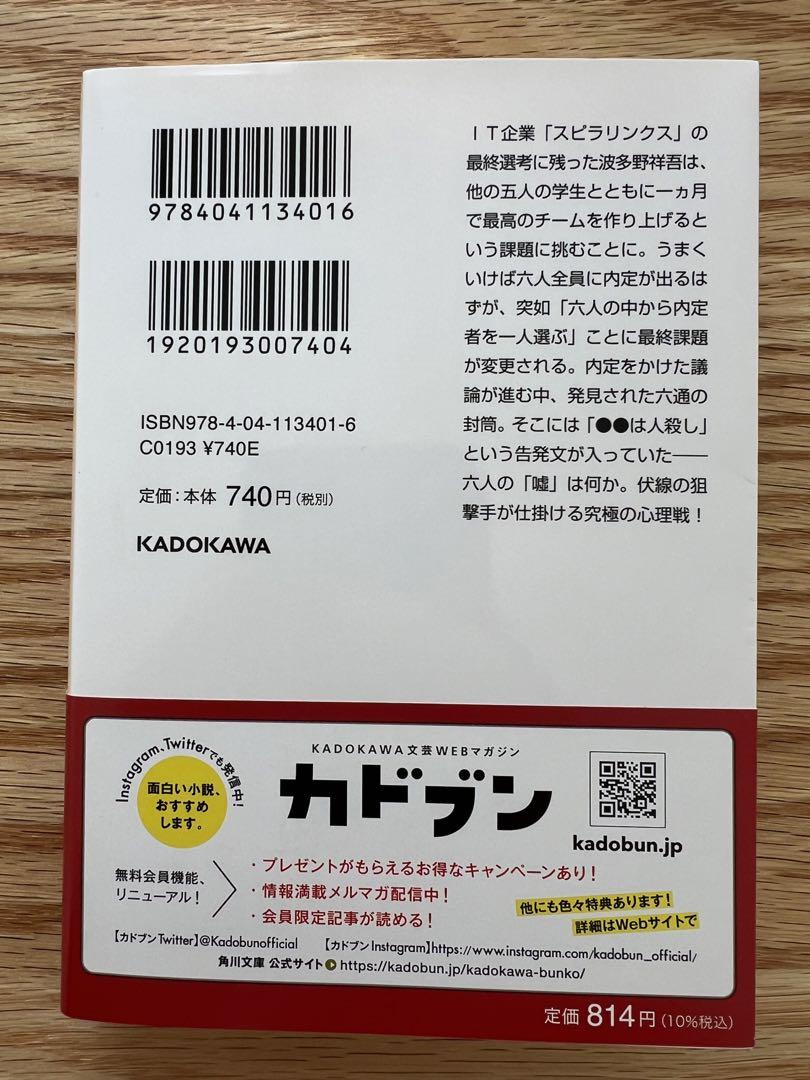 9784041134016
1920193007404
ISBN978-4-04-113401-6
C0193 ¥740E
定価：本体 740円（税別）
KADOKAWA
ＩＴ企業「スピラリンクス」の
最終選考に残った波多野祥吾は、
他の五人の学生とともに一ヵ月
で最高のチームを作り上げると
いう課題に挑むことに。うまく
いけば六人全員に内定が出るは
ずが、突如「六人の中から内定
者を一人選ぶ」ことに最終課題
が変更される。内定をかけた議
論が進む中、発見された六通の
封筒。そこには「●●は人殺し」
という告発文が入っていた――
六人の「嘘」は何か。伏線の狙
撃手が仕掛ける究極の心理戦！
Instagram、Twitterでも発信中！
面白い小説、
おすすめ
します。
KADOKAWA文芸WEBマガジン
カドブン
kadobun.jp
無料会員機能、
リニューアル！
・プレゼントがもらえるお得なキャンペーンあり！
・情報満載メルマガ配信中！
・会員限定記事が読める！
他にも色々特典あります！
詳細はWebサイトで
【カドブンTwitter】@Kadobunofficial 【カドブンInstagram】https://www.instagram.com/kadobun_official/
角川文庫 公式サイト https://kadobun.jp/kadokawa-bunko/
定価 814円（10%税込）